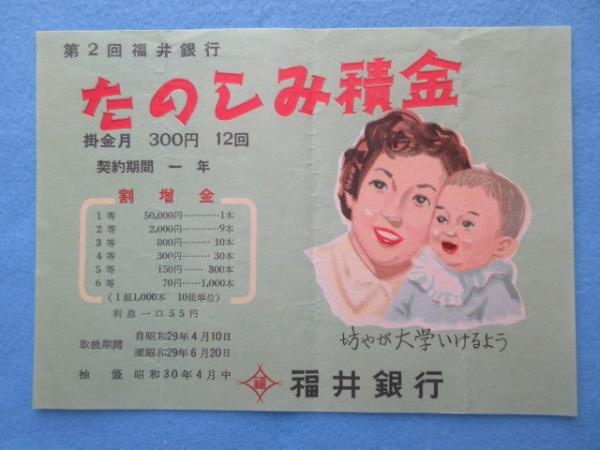 第2回福井銀行
たのしみ積金
掛金月 300円 12回
契約期間 一年
割増金
1等 50,000円…………1本
2等 2,000円…………9本
3等 800円……… 10本
4等 300円……… 30本
5等 150円…… 300本
6等 70円……1,000本
(1組1,000本 10組単位)
利息一口55円
取扱期間 自昭和29年4月10日
至昭和29年6月20日
抽籤 昭和30年4月中
坊やが大学いけるよう
福 福井銀行